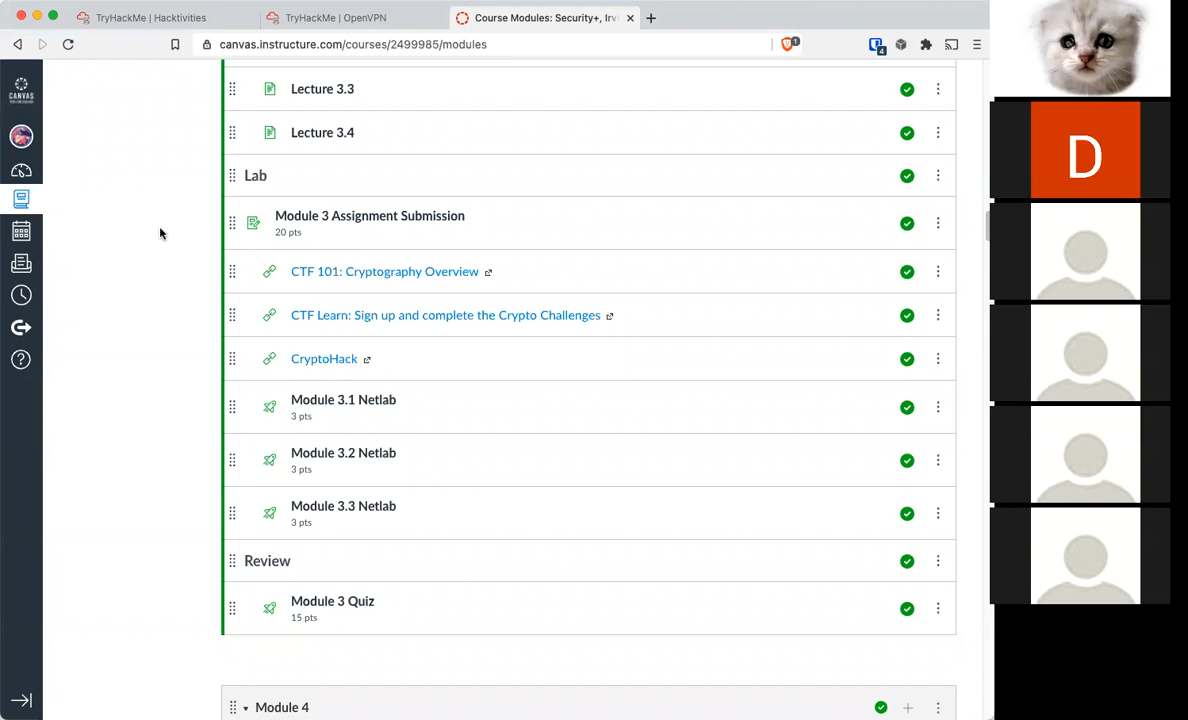 TryHackMe | Hacktivities
TryHackMe | OpenVPN
Course Modules: Security+, Irv
canvas.instructure.com/courses/2499985/modules
1
4
CANVAS
Lecture 3.3
Lecture 3.4
Lab
Module 3 Assignment Submission
20 pts
CTF 101: Cryptography Overview
CTF Learn: Sign up and complete the Crypto Challenges
CryptoHack
Module 3.1 Netlab
3 pts
Module 3.2 Netlab
3 pts
Module 3.3 Netlab
3 pts
Review
Module 3 Quiz
15 pts
Module 4
D